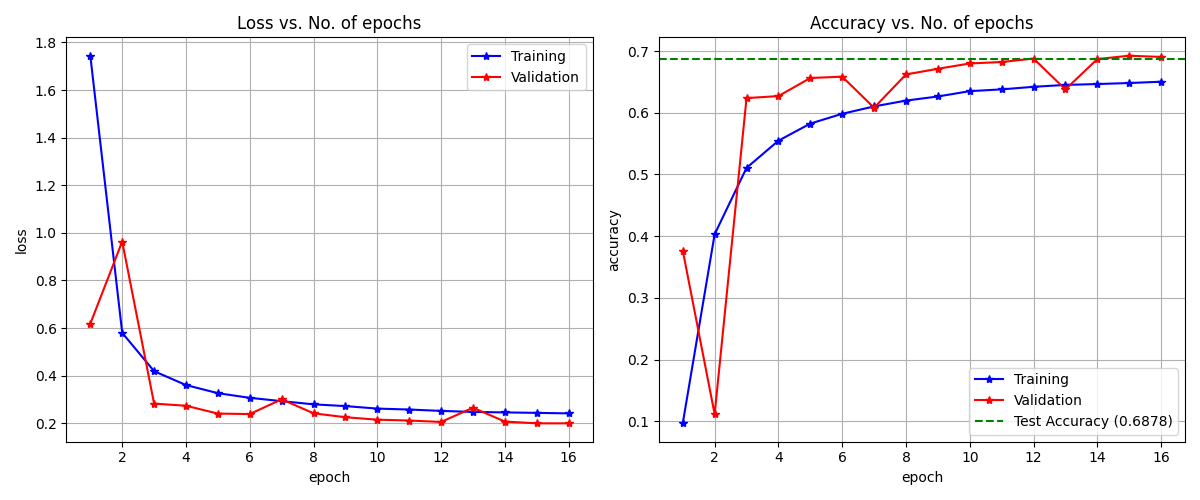 Loss vs. No. of epochs
1.8
1.6
1.4
1.2
1.0
0.8
0.6
0.4
0.2
loss
2 4 6 8 10 12 14 16
epoch
Training
Validation
Accuracy vs. No. of epochs
0.7
0.6
0.5
0.4
0.3
0.2
0.1
accuracy
2 4 6 8 10 12 14 16
epoch
Training
Validation
Test Accuracy (0.6878)